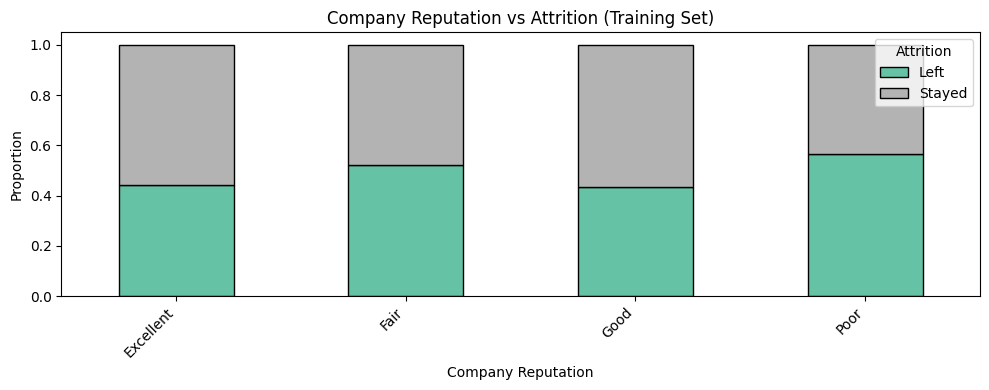 Company Reputation vs Attrition (Training Set)
Attrition
Left
Stayed
Proportion
1.0
0.8
0.6
0.4
0.2
0.0
Excellent
Fair
Good
Poor
Company Reputation